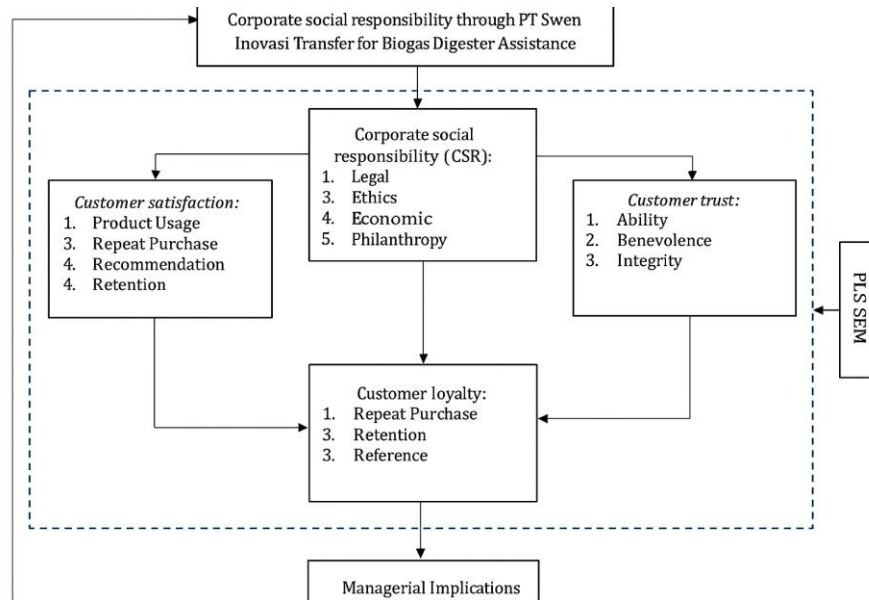 Corporate social responsibility through PT Swen
Inovasi Transfer for Biogas Digester Assistance
Corporate social
responsibility (CSR):
1. Legal
3. Ethics
4. Economic
5. Philanthropy
Customer satisfaction:
1. Product Usage
3. Repeat Purchase
4. Recommendation
4. Retention
Customer trust:
1. Ability
2. Benevolence
3. Integrity
PLS SEM
Customer loyalty:
1. Repeat Purchase
3. Retention
3. Reference
Managerial Implications